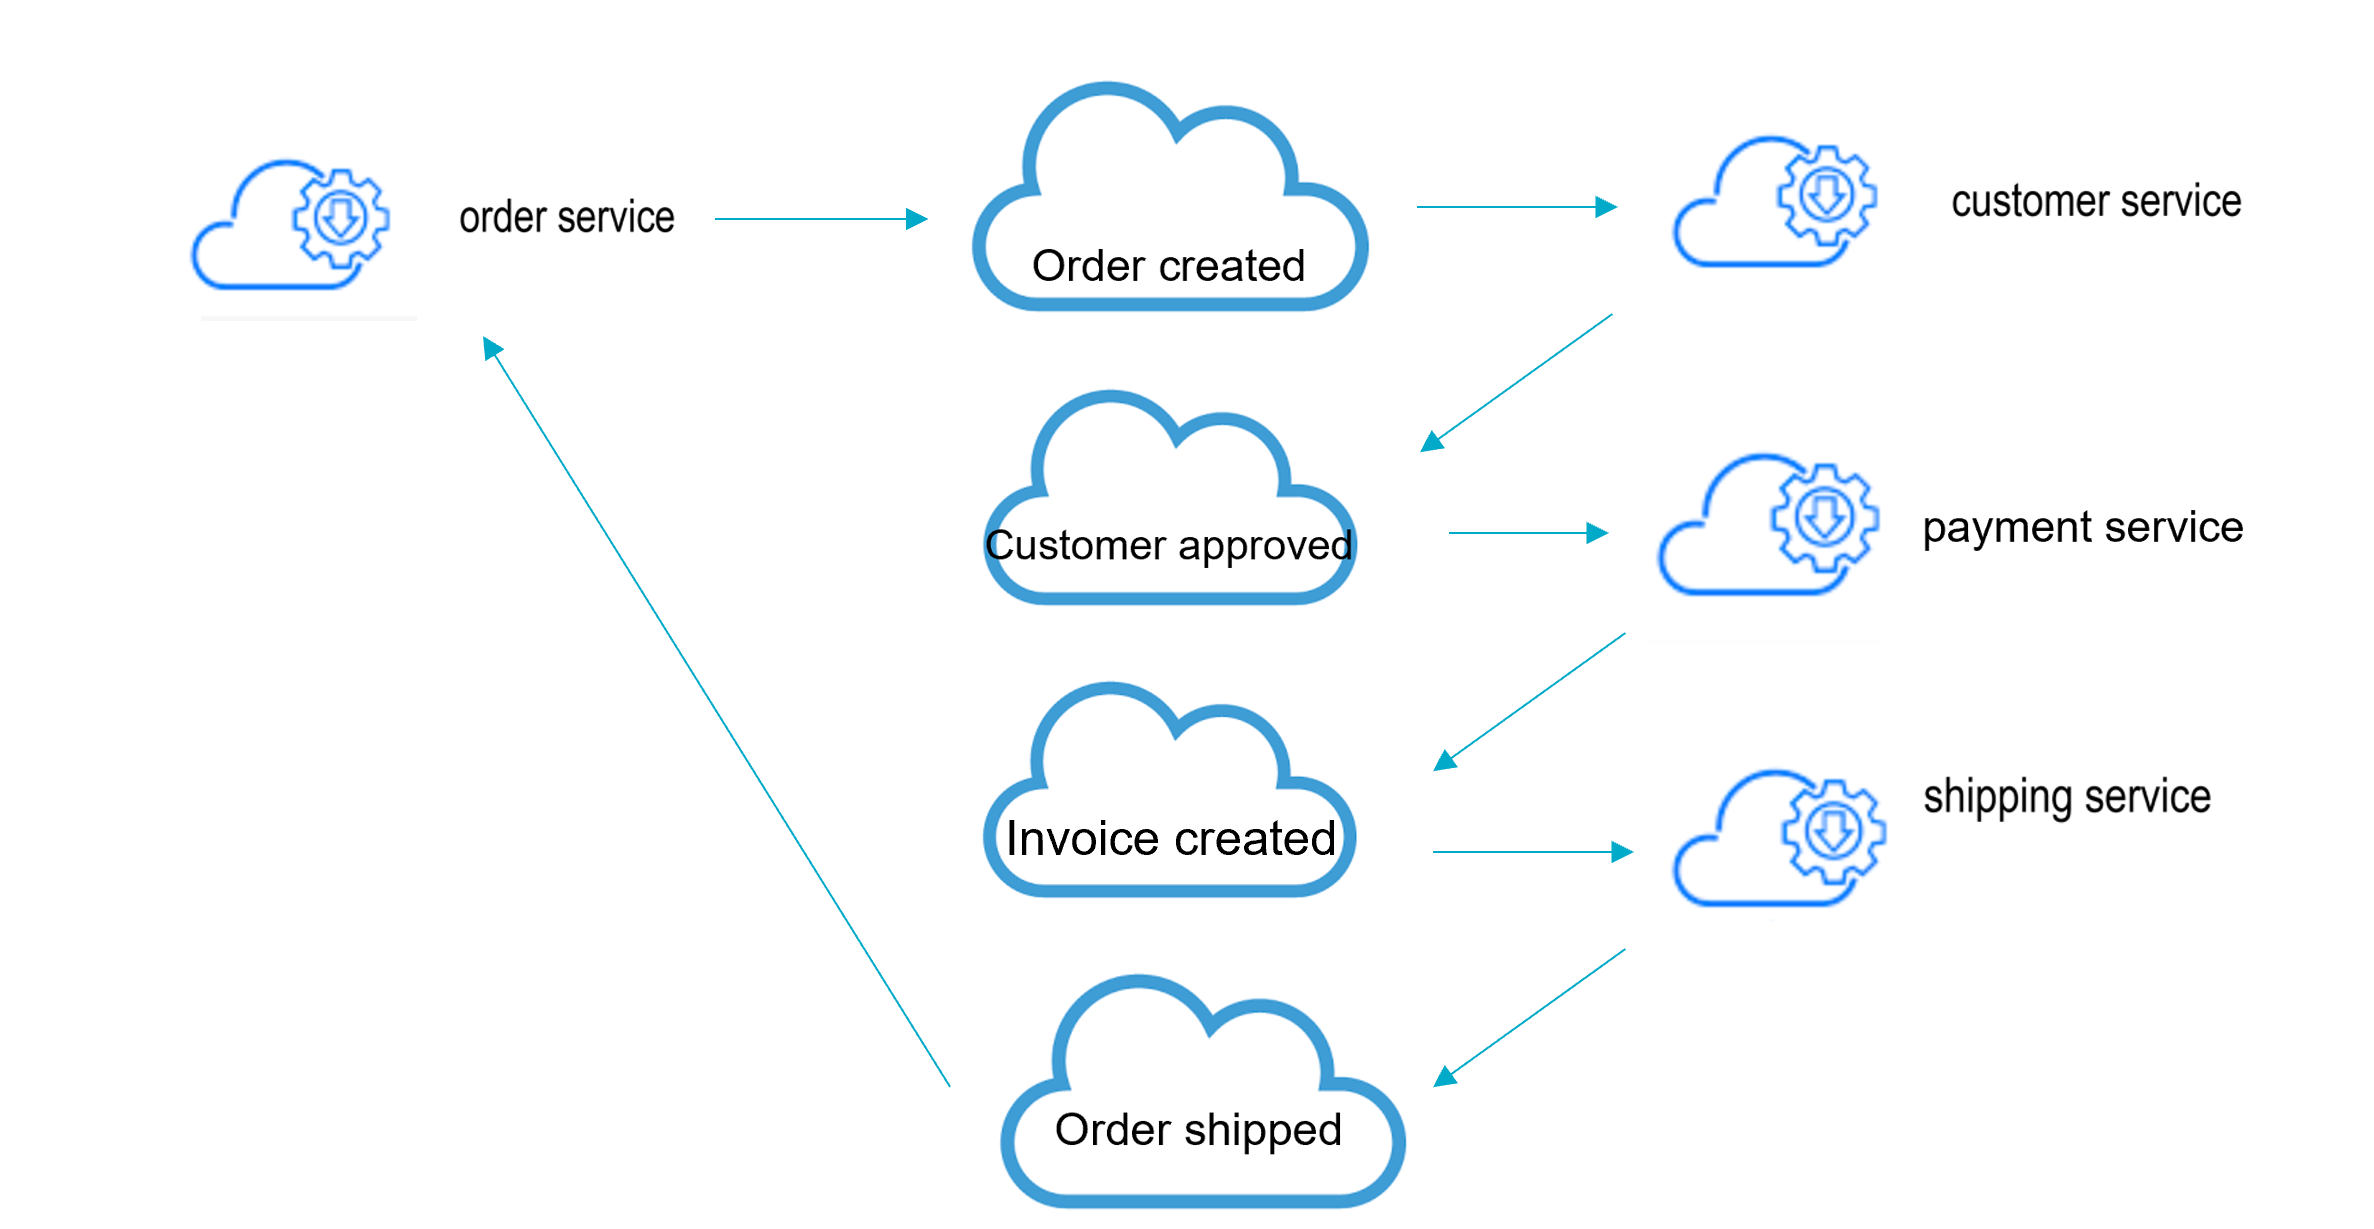 order service
Order created
customer service
Customer approved
payment service
Invoice created
shipping service
Order shipped